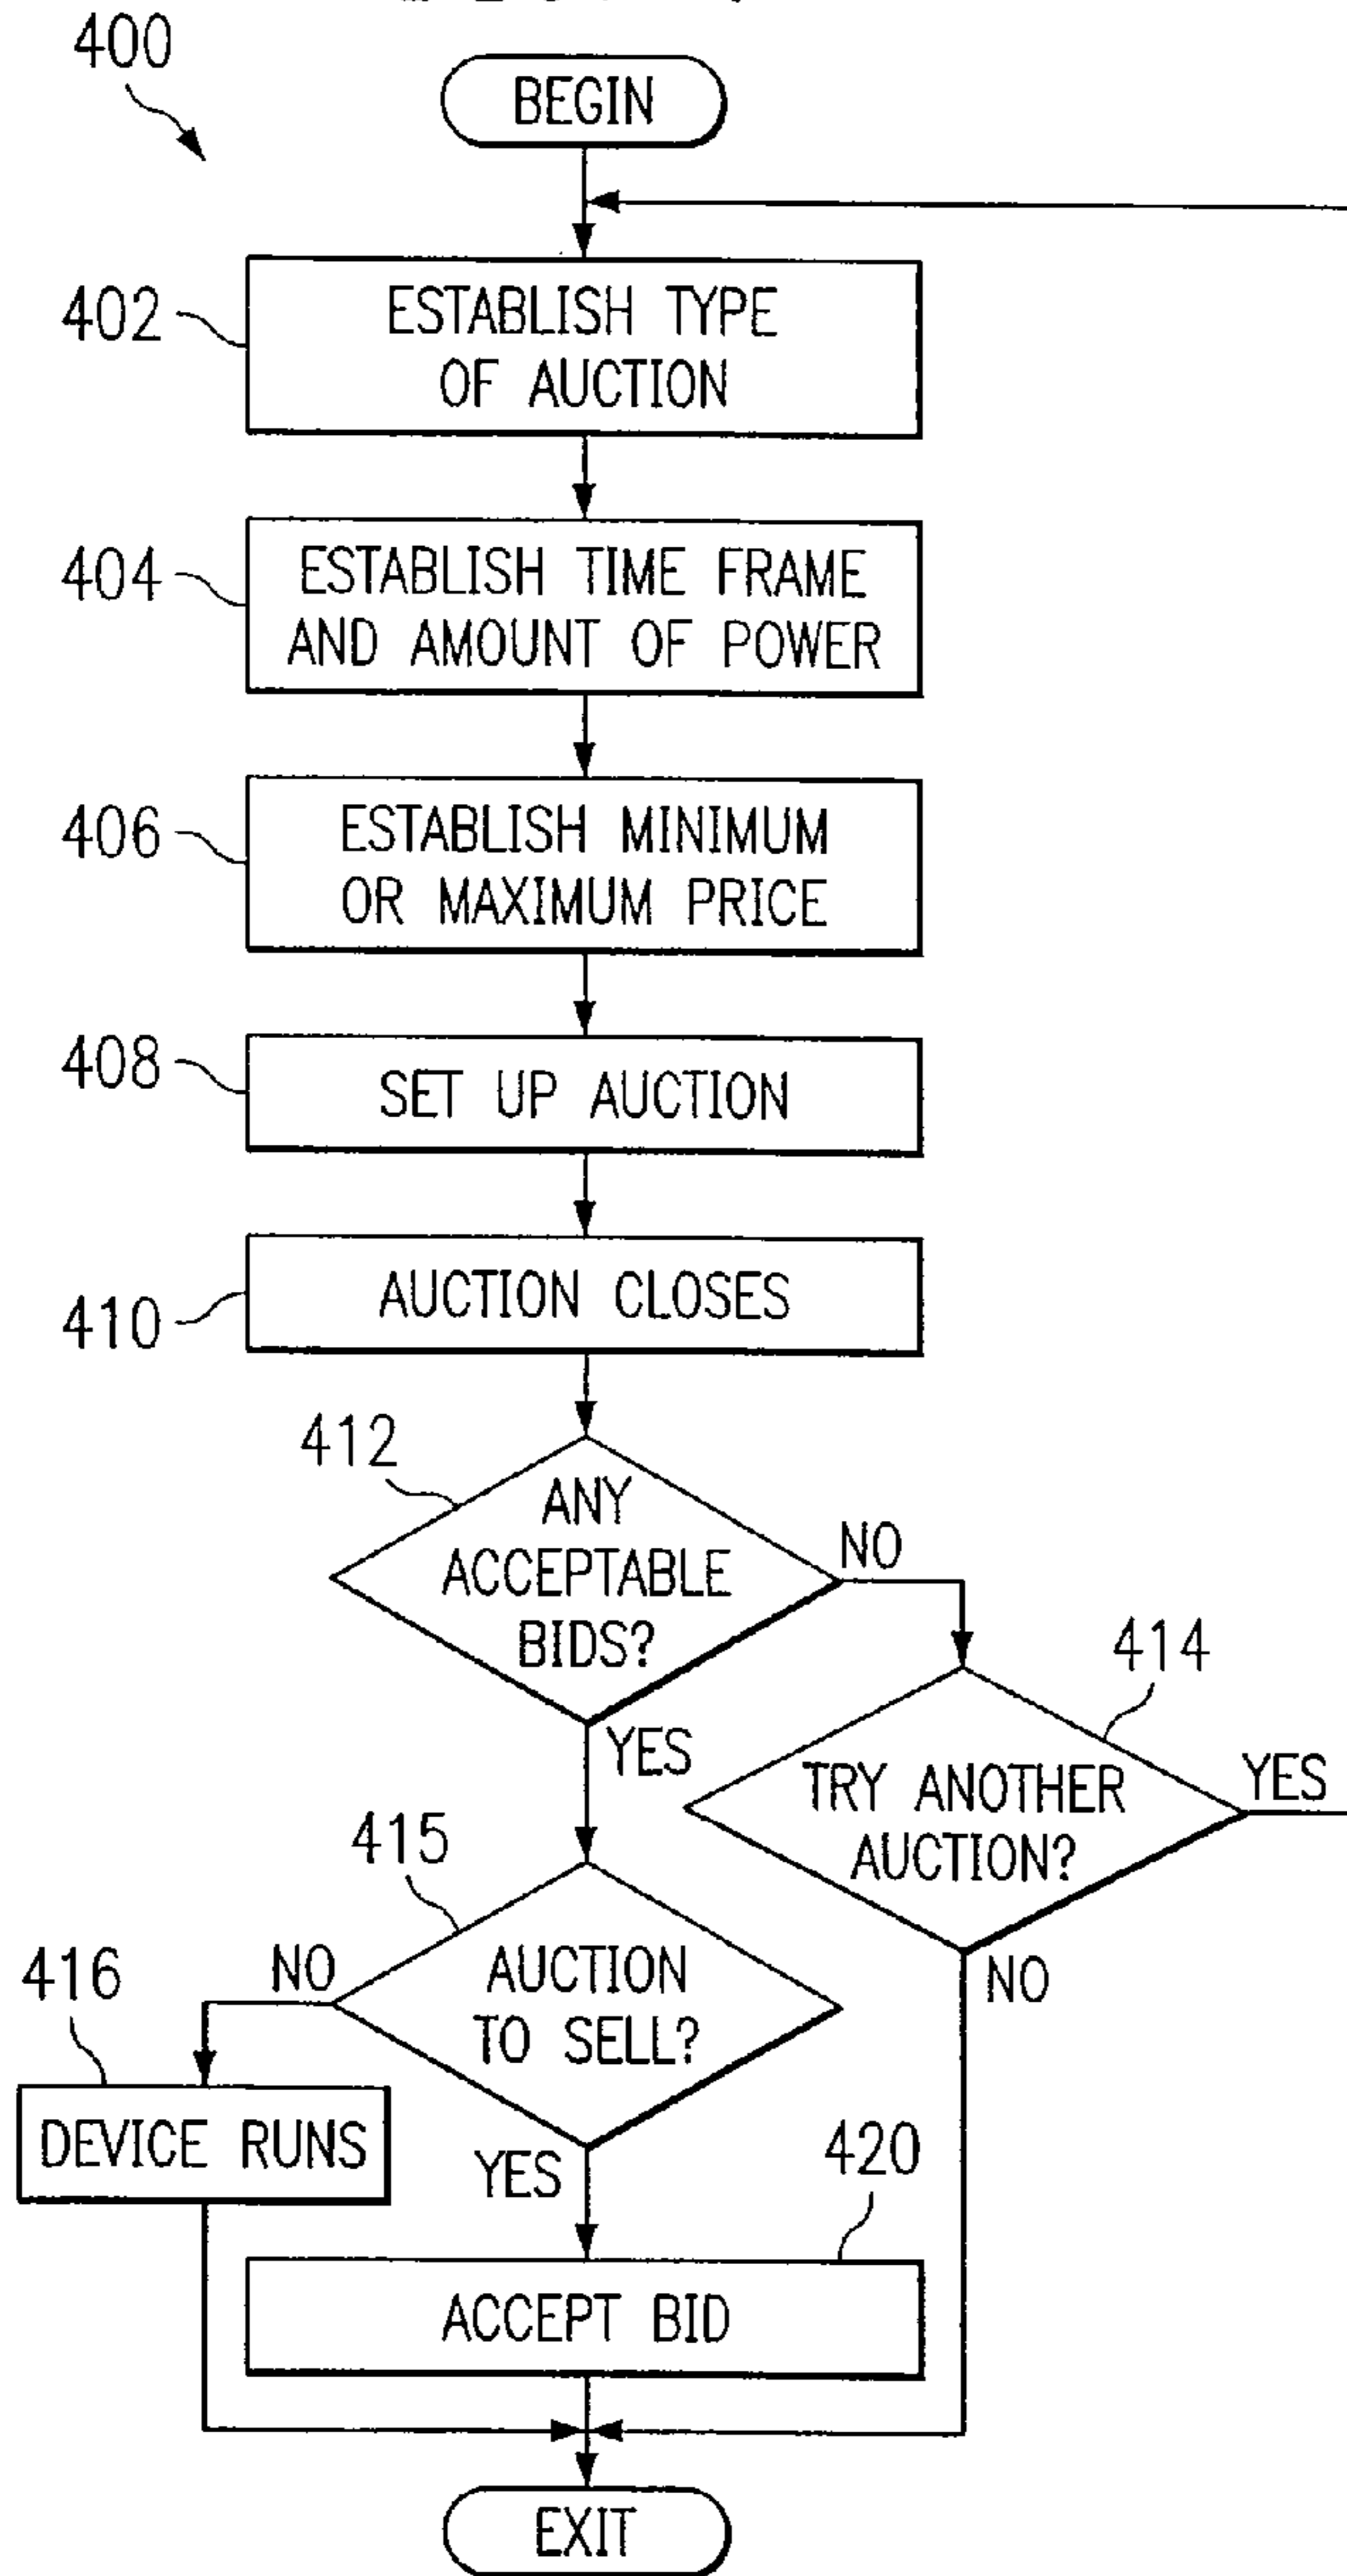 400
BEGIN
402
ESTABLISH TYPE
OF AUCTION
404
ESTABLISH TIME FRAME
AND AMOUNT OF POWER
406
ESTABLISH MINIMUM
OR MAXIMUM PRICE
408
SET UP AUCTION
410
AUCTION CLOSES
412
ANY
ACCEPTABLE
BIDS?
NO
YES
414
TRY ANOTHER
AUCTION?
YES
NO
415
AUCTION
TO SELL?
NO
YES
416
DEVICE RUNS
420
ACCEPT BID
EXIT